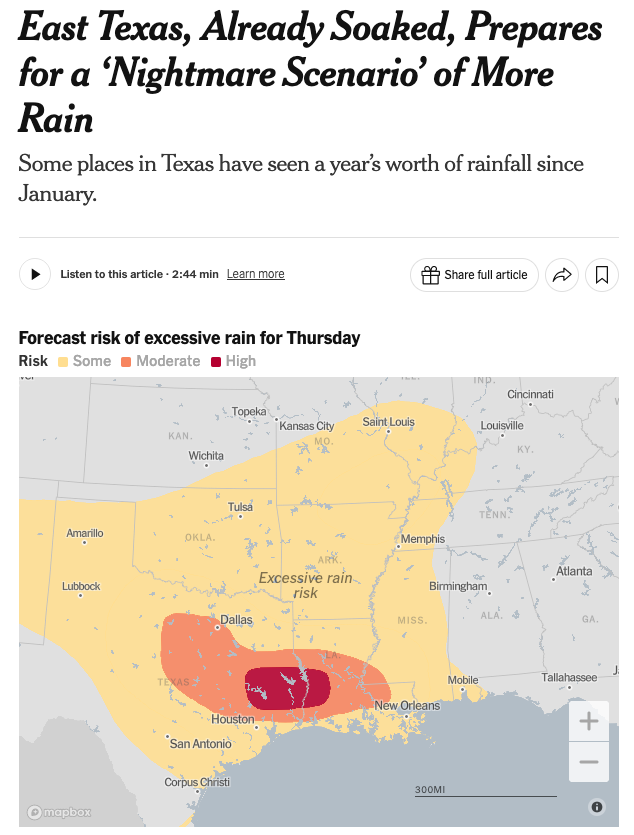 East Texas, Already Soaked, Prepares
for a ‘Nightmare Scenario’ of More
Rain
Some places in Texas have seen a year’s worth of rainfall since
January.
Listen to this article · 2:44 min Learn more
Share full article
Forecast risk of excessive rain for Thursday
Risk Some Moderate High
IND.
Cincinnati
Topeka
Kansas City
Saint Louis
Louisville
KAN.
MO.
KY.
Wichita
Tulsa
TENN.
Amarillo
OKLA.
Memphis
ARK.
Atlanta
Excessive rain
risk
Lubbock
Birmingham
Dallas
MISS.
ALA.
GA.
LA.
TEXAS
Mobile
Tallahassee
Houston
New Orleans
San Antonio
Corpus Christi
300MI
mapbox